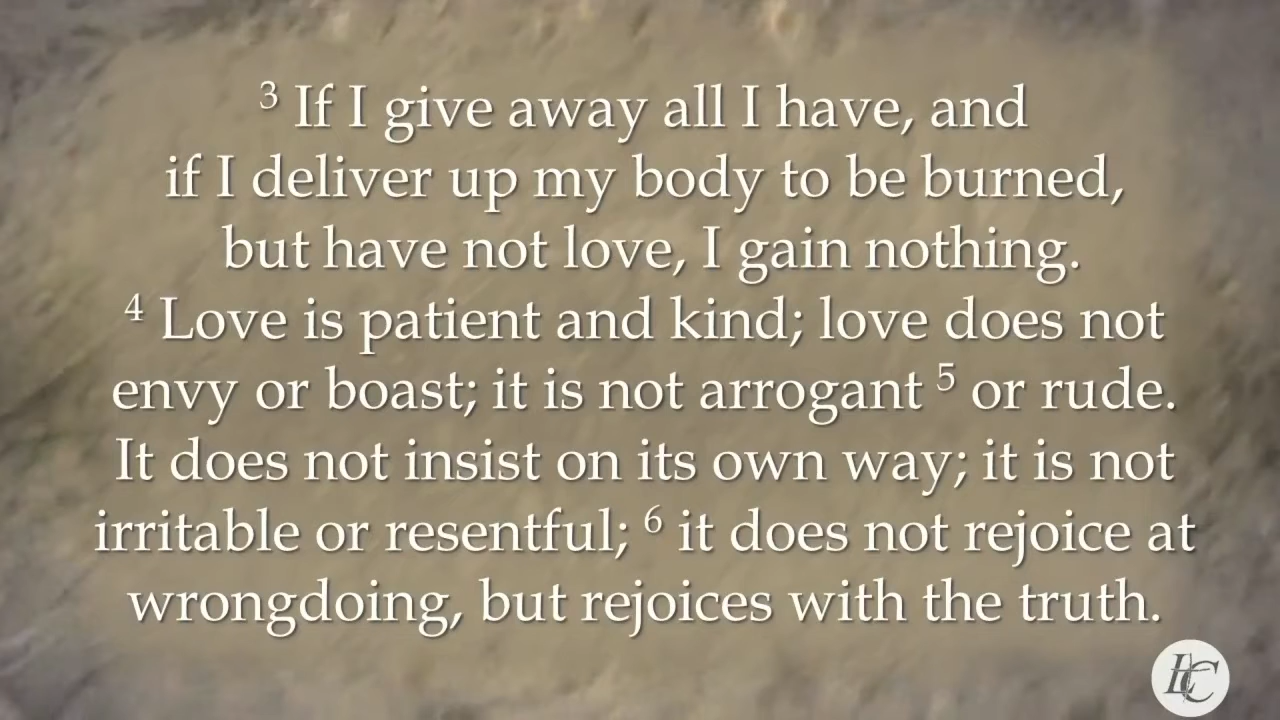 ³ If I give away all I have, and
if I deliver up my body to be burned,
but have not love, I gain nothing.
⁴ Love is patient and kind; love does not
envy or boast; it is not arrogant ⁵ or rude.
It does not insist on its own way; it is not
irritable or resentful; ⁶ it does not rejoice at
wrongdoing, but rejoices with the truth.